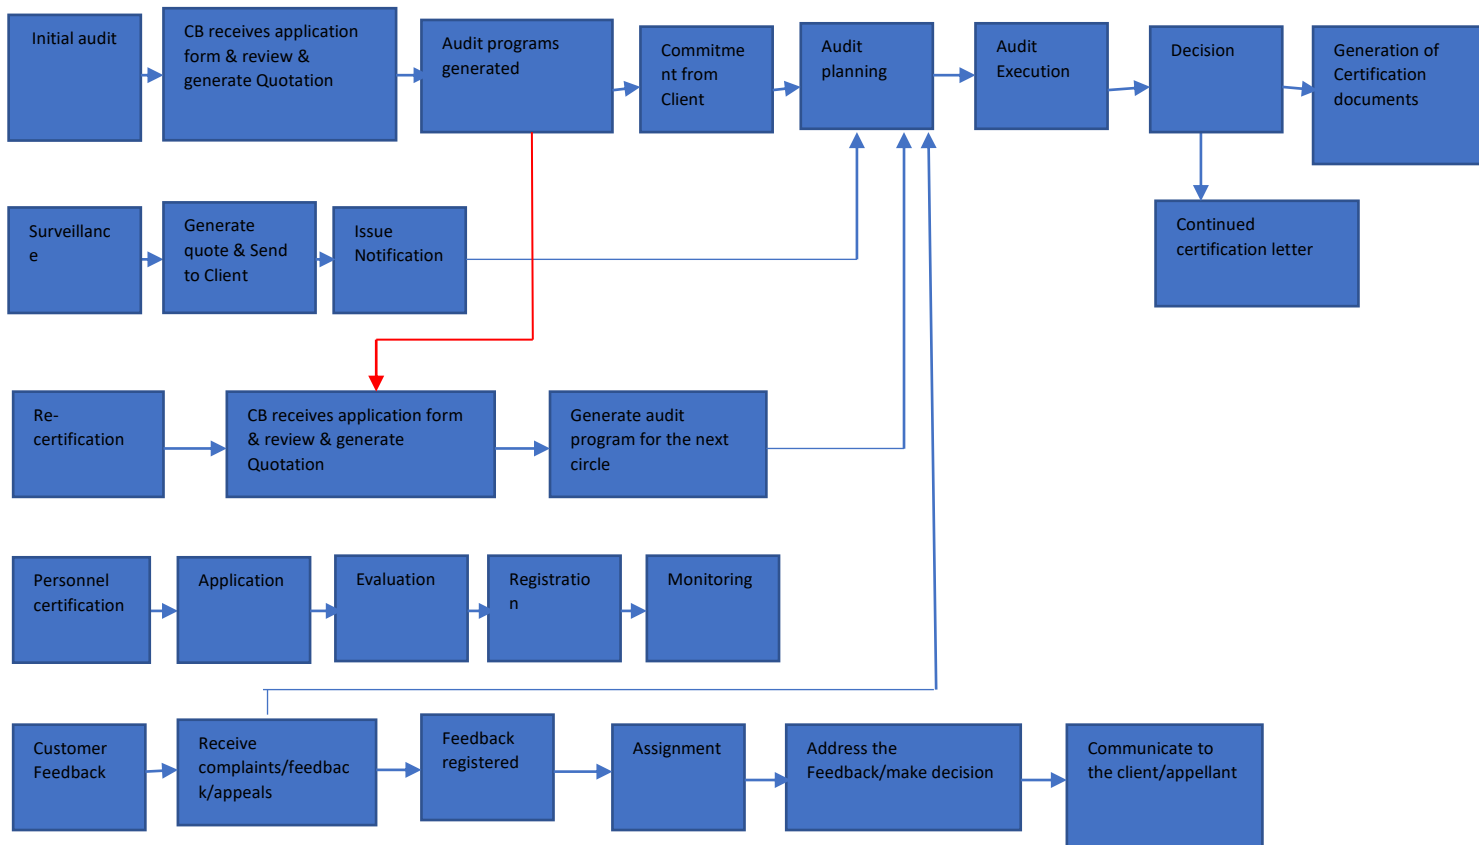 Initial audit
CB receives application
form & review &
generate Quotation
Audit programs
generated
Commitme
nt from
Client
Audit
planning
Audit
Execution
Decision
Generation of
Certification
documents
Surveillanc
e
Generate
quote & Send
to Client
Issue
Notification
Continued
certification letter
Re-
certification
CB receives application form
& review & generate
Quotation
Generate audit
program for the next
circle
Personnel
certification
Application
Evaluation
Registratio
n
Monitoring
Customer
Feedback
Receive
complaints/feedbac
k/appeals
Feedback
registered
Assignment
Address the
Feedback/make decision
Communicate to
the client/appellant